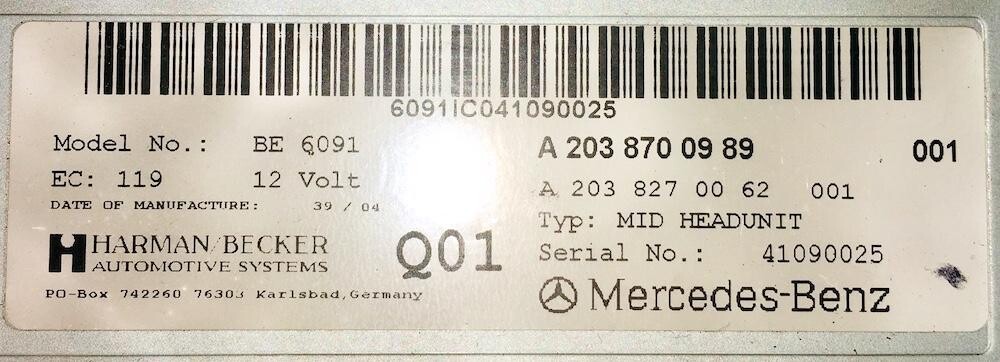 6091IC041090025
Model No.: BE 6091
EC: 119 12 Volt
DATE OF MANUFACTURE: 39 / 04
HARMAN/BECKER
AUTOMOTIVE SYSTEMS
PO-Box 742260 76303 Karlsbad,Germany
Q01
A 203 870 09 89 001
A 203 827 00 62 001
Typ: MID HEADUNIT
Serial No.: 41090025
Mercedes-Benz